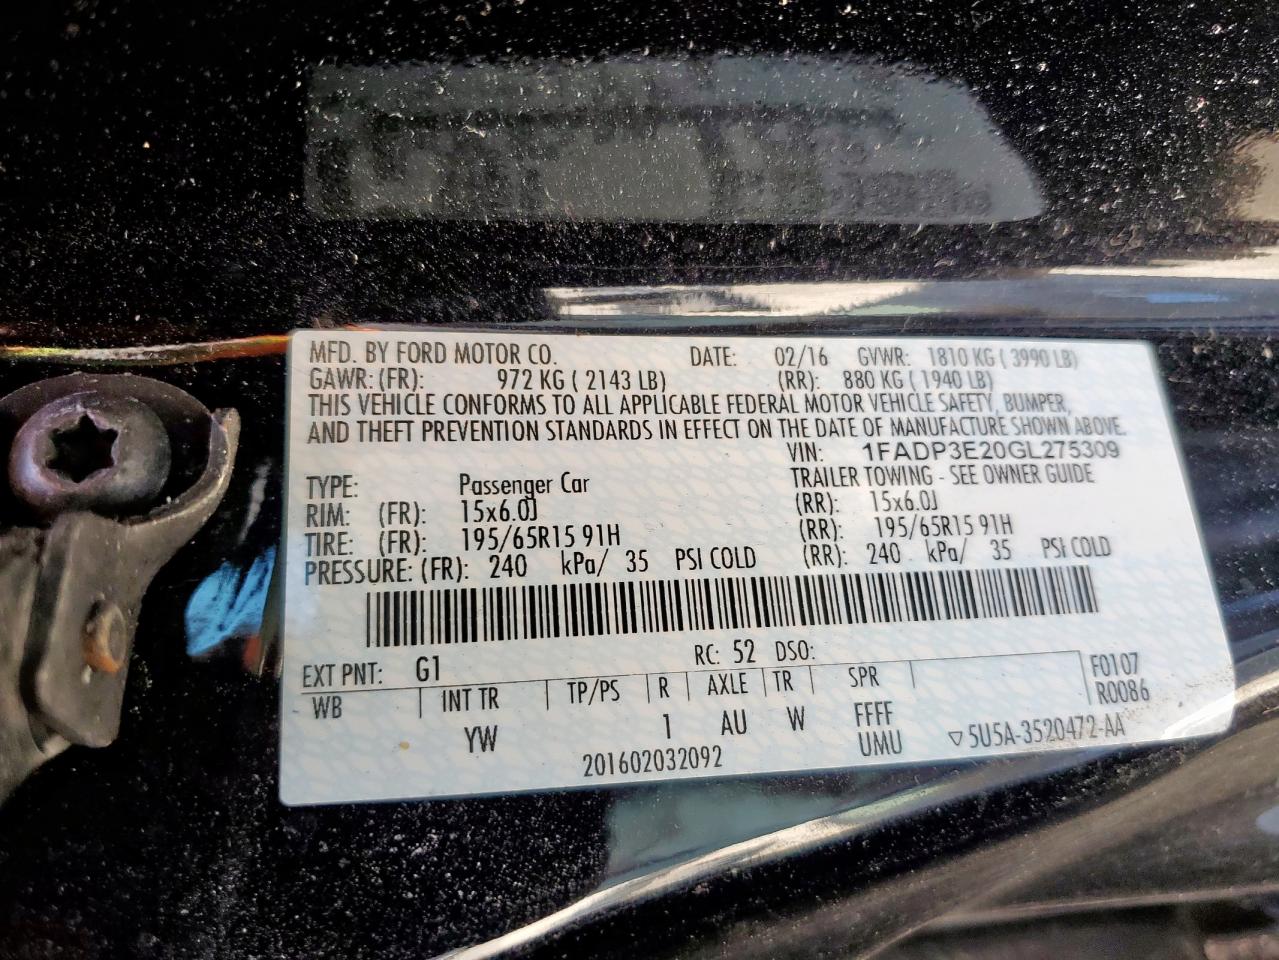 MFD. BY FORD MOTOR CO. DATE: 02/16 GVWR: 1810 KG ( 3990 LB)
GAWR: (FR): 972 KG ( 2143 LB) (RR): 880 KG ( 1940 LB)
THIS VEHICLE CONFORMS TO ALL APPLICABLE FEDERAL MOTOR VEHICLE SAFETY, BUMPER,
AND THEFT PREVENTION STANDARDS IN EFFECT ON THE DATE OF MANUFACTURE SHOWN ABOVE.
VIN: 1FADP3E20GL275309
TYPE: Passenger Car TRAILER TOWING - SEE OWNER GUIDE
RIM: (FR): 15x6.0J (RR): 15x6.0J
TIRE: (FR): 195/65R15 91H (RR): 195/65R15 91H
PRESSURE: (FR): 240 kPa/ 35 PSI COLD (RR): 240 kPa/ 35 PSI COLD
EXT PNT: G1 RC: 52 DSO: F0107
WB INT TR TP/PS R AXLE TR SPR R0086
YW 1 AU W FFFF
201602032092 UMU ▽5U5A-3520472-AA